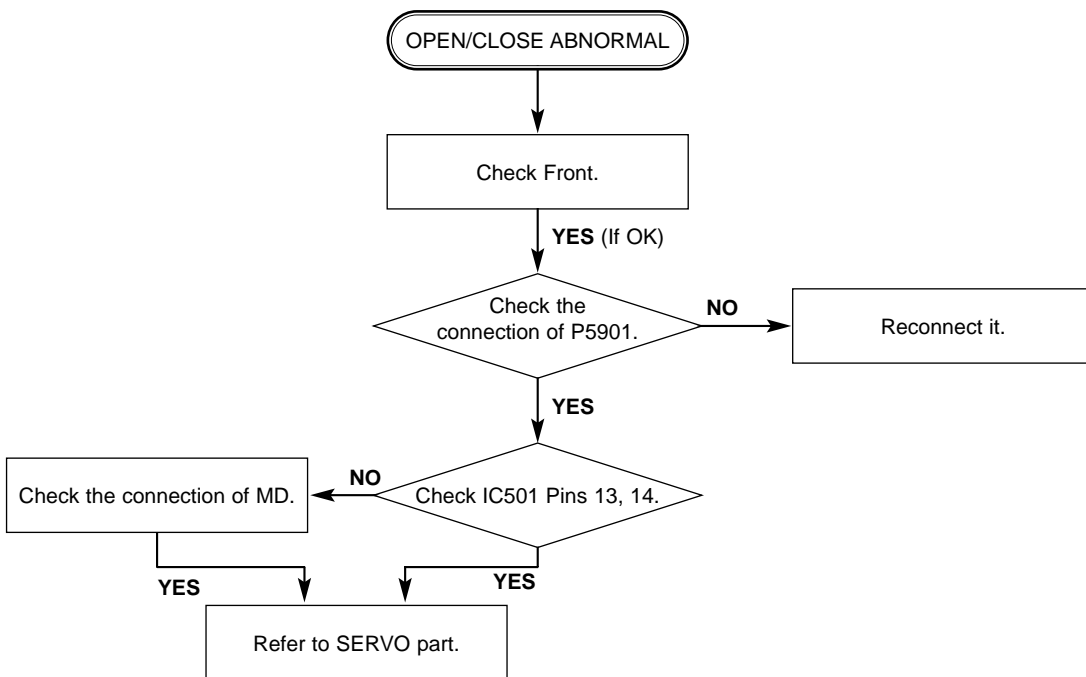 OPEN/CLOSE ABNORMAL
Check Front.
YES (If OK)
Check the
connection of P5901.
NO
Reconnect it.
YES
Check IC501 Pins 13, 14.
NO
Check the connection of MD.
YES
YES
Refer to SERVO part.